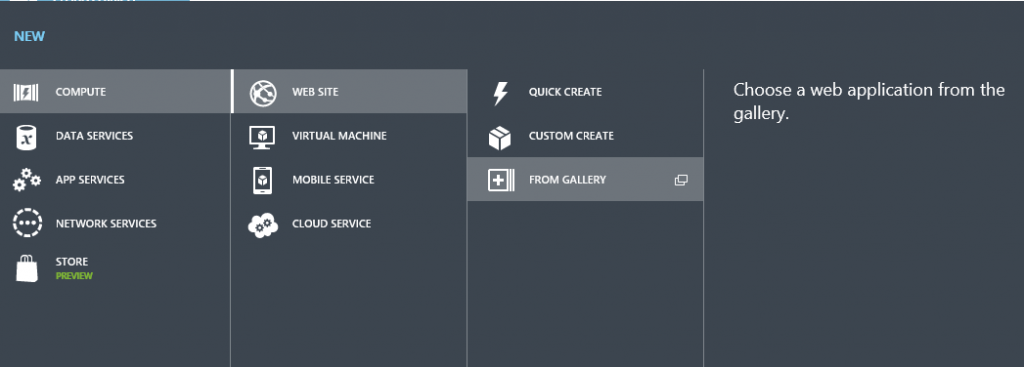 NEW
COMPUTE
DATA SERVICES
APP SERVICES
NETWORK SERVICES
STORE
PREVIEW
WEB SITE
VIRTUAL MACHINE
MOBILE SERVICE
CLOUD SERVICE
QUICK CREATE
CUSTOM CREATE
FROM GALLERY
Choose a web application from the
gallery.